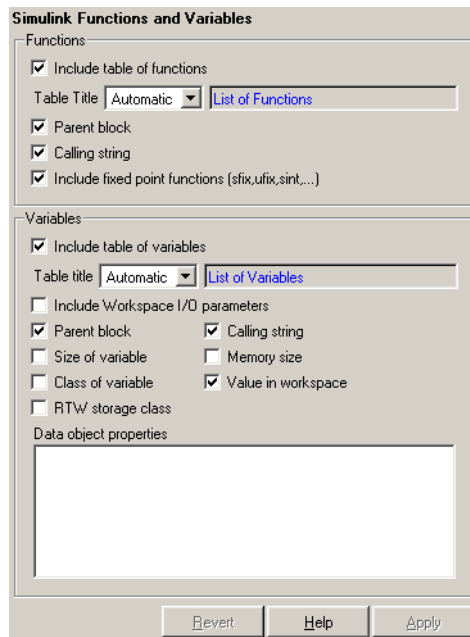 Simulink Functions and Variables
Functions
Include table of functions
Table Title Automatic List of Functions
Parent block
Calling string
Include fixed point functions (sfix,ufix,sint,...)
Variables
Include table of variables
Table title Automatic List of Variables
Include Workspace I/O parameters
Parent block Calling string
Size of variable Memory size
Class of variable Value in workspace
RTW storage class
Data object properties
Revert Help Apply